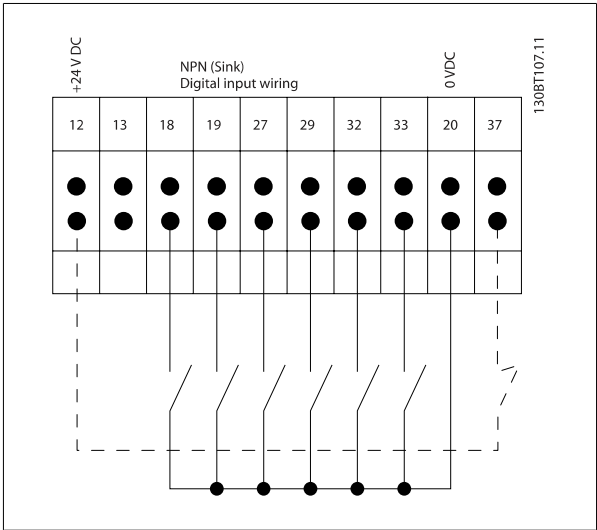 +24 V DC
NPN (Sink)
Digital input wiring
0 VDC
130BT107.11
12 13 18 19 27 29 32 33 20 37